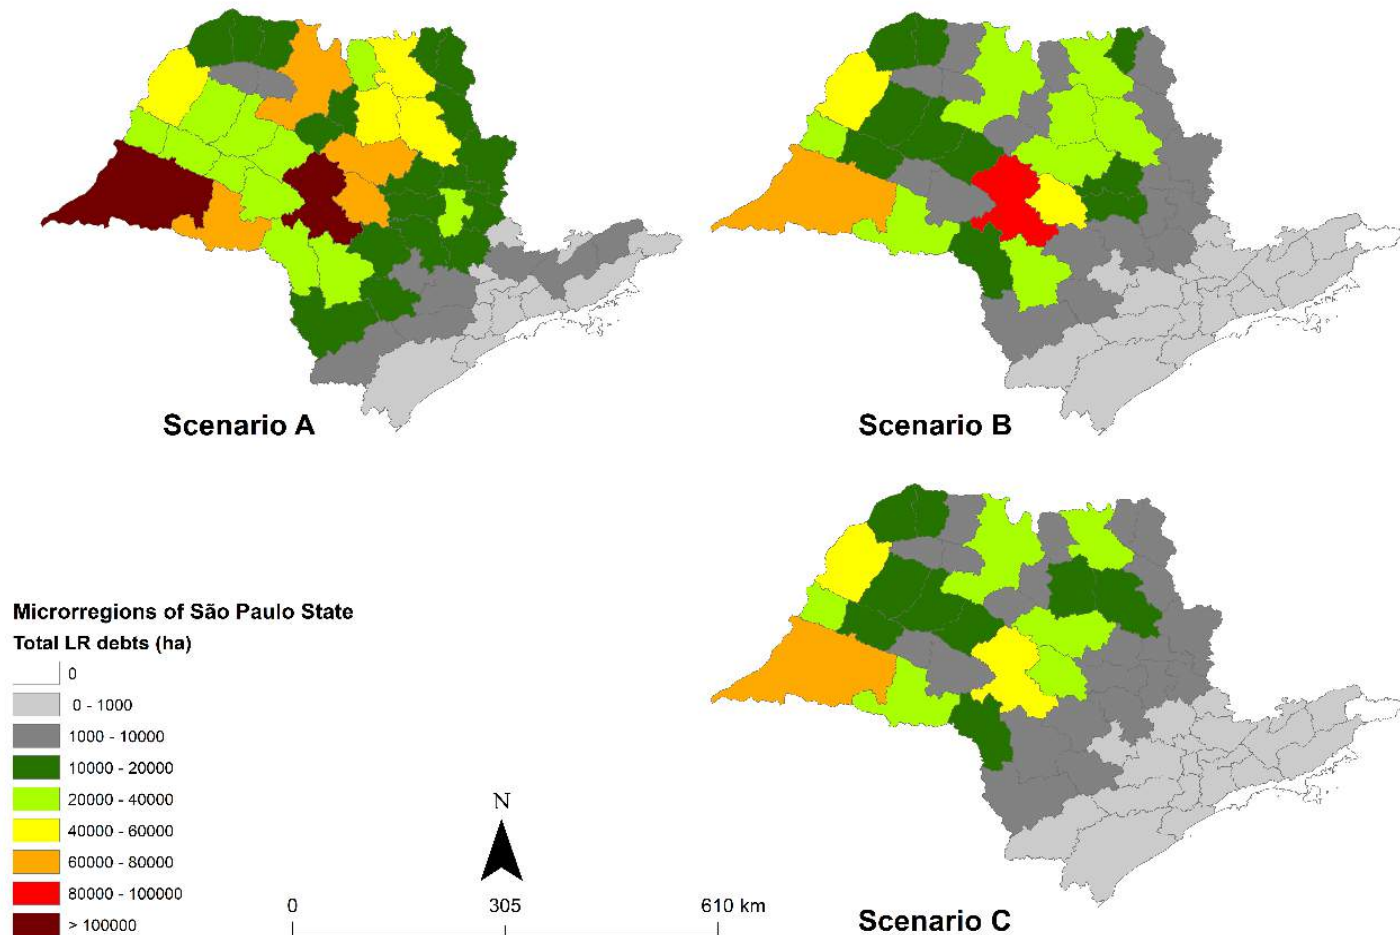 Scenario A
Scenario B
Microrregions of São Paulo State
Total LR debts (ha)
0
0 - 1000
1000 - 10000
10000 - 20000
20000 - 40000
40000 - 60000
60000 - 80000
80000 - 100000
> 100000
N
0 305 610 km
Scenario C